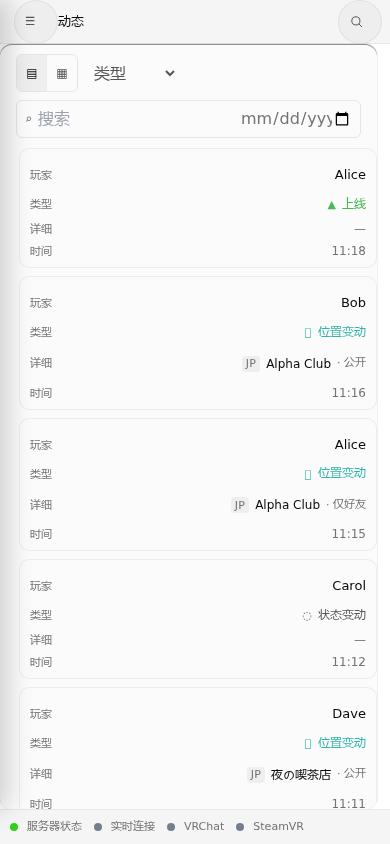 动态
类型
搜索 mm/dd/yyy
玩家 Alice
类型 ▲ 上线
详细 —
时间 11:18
玩家 Bob
类型 位置变动
详细 JP Alpha Club · 公开
时间 11:16
玩家 Alice
类型 位置变动
详细 JP Alpha Club · 仅好友
时间 11:15
玩家 Carol
类型 状态变动
详细 —
时间 11:12
玩家 Dave
类型 位置变动
详细 JP 夜の喫茶店 · 公开
时间 11:11
服务器状态 实时连接 VRChat SteamVR